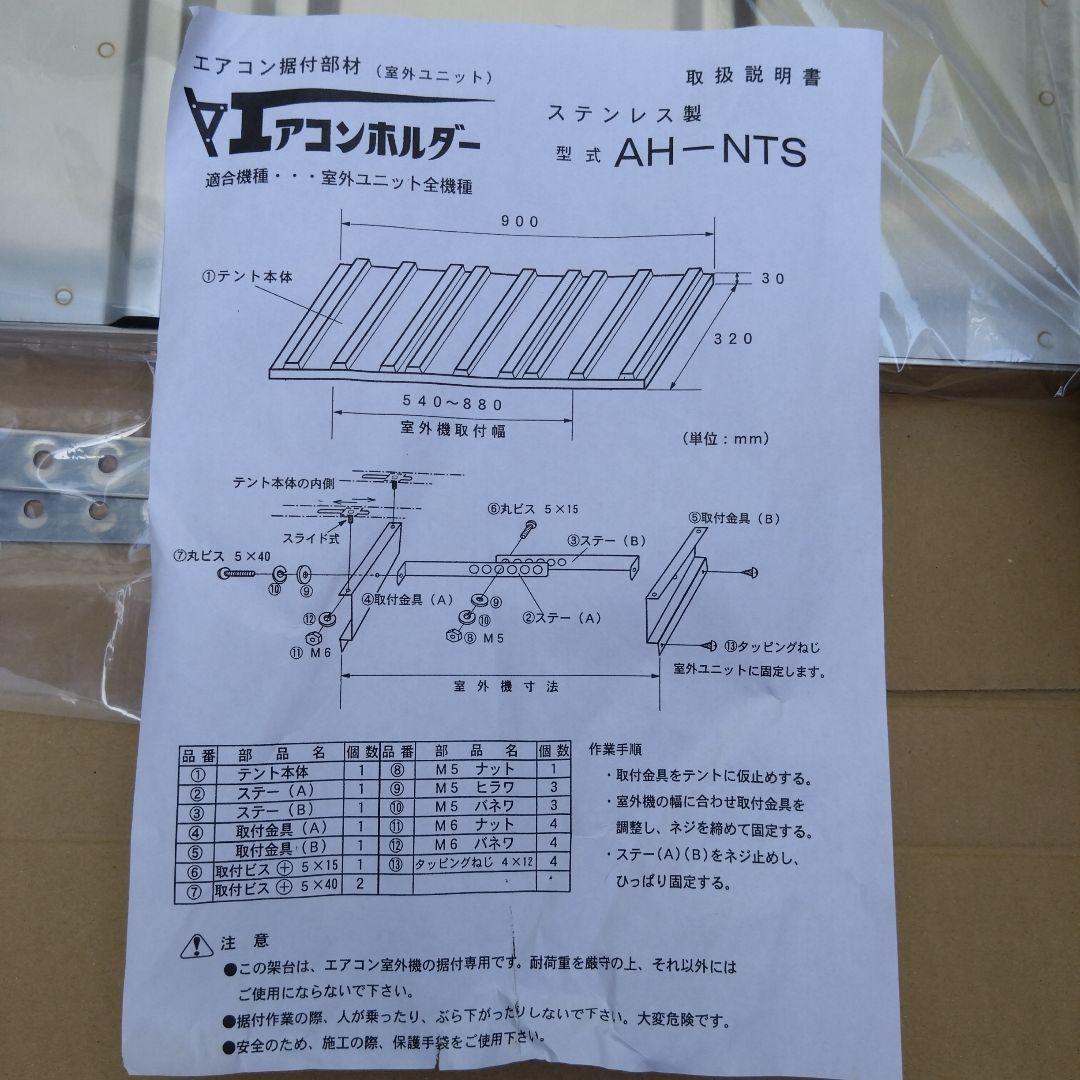 エアコン据付部材（室外ユニット）
取扱説明書
エアコンホルダー
ステンレス製
型式 AH－NTS
適合機種・・・室外ユニット全機種
900
①テント本体
30
320
540～880
室外機取付幅
（単位：mm）
テント本体の内側
スライド式
⑥丸ビス 5×15
⑤取付金具（B）
③ステー（B）
⑦丸ビス 5×40
⑩
⑨
④取付金具（A）
⑨
⑩
⑧ M5
②ステー（A）
⑫
⑪ M6
⑬タッピングねじ
室外ユニットに固定します。
室外機寸法
品番 部品名 個数 品番 部品名 個数
① テント本体 1 ⑧ M5 ナット 1
② ステー（A） 1 ⑨ M5 ヒラワ 3
③ ステー（B） 1 ⑩ M5 バネワ 3
④ 取付金具（A） 1 ⑪ M6 ナット 4
⑤ 取付金具（B） 1 ⑫ M6 バネワ 4
⑥ 取付ビス ⊕ 5×15 1 ⑬ タッピングねじ 4×12 4
⑦ 取付ビス ⊕ 5×40 2
作業手順
・取付金具をテントに仮止めする。
・室外機の幅に合わせ取付金具を
調整し、ネジを締めて固定する。
・ステー(A)(B)をネジ止めし、
ひっぱり固定する。
注意
●この架台は、エアコン室外機の据付専用です。耐荷重を厳守の上、それ以外には
ご使用にならないで下さい。
●据付作業の際、人が乗ったり、ぶら下がったりしないで下さい。大変危険です。
●安全のため、施工の際、保護手袋をご使用下さい。